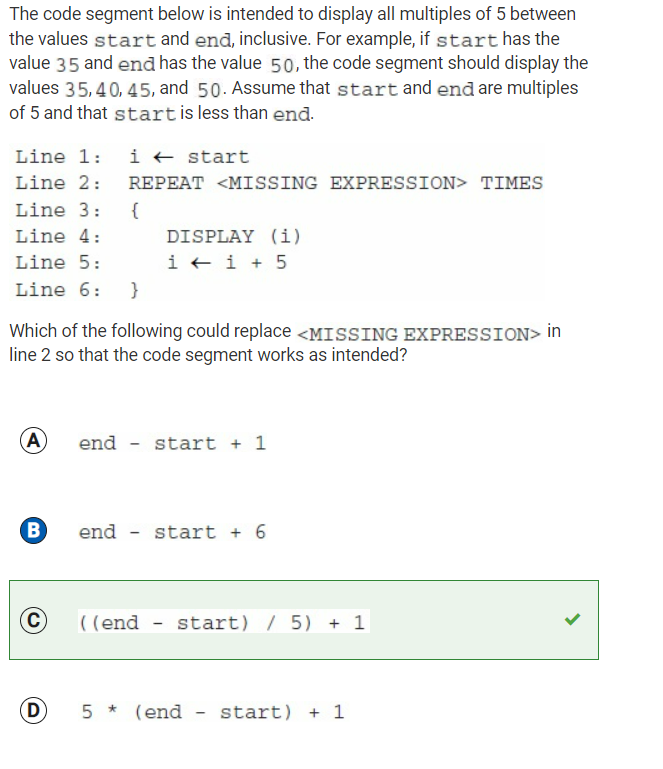 The code segment below is intended to display all multiples of 5 between
the values start and end, inclusive. For example, if start has the
value 35 and end has the value 50, the code segment should display the
values 35, 40, 45, and 50. Assume that start and end are multiples
of 5 and that start is less than end.
Line 1: i ← start
Line 2: REPEAT <MISSING EXPRESSION> TIMES
Line 3: {
Line 4: DISPLAY (i)
Line 5: i ← i + 5
Line 6: }
Which of the following could replace <MISSING EXPRESSION> in
line 2 so that the code segment works as intended?
A end - start + 1
B end - start + 6
C ((end - start) / 5) + 1
D 5 * (end - start) + 1